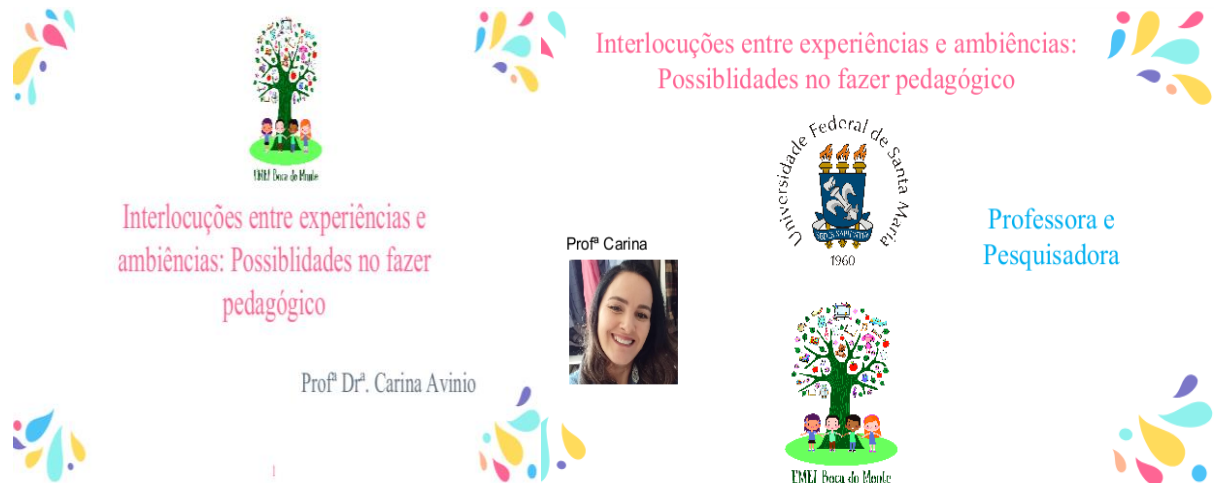 EMEI Boca do Monte
Interlocuções entre experiências e
ambiências: Possiblidades no fazer
pedagógico
Profª Drª. Carina Avinio
1
Interlocuções entre experiências e ambiências:
Possiblidades no fazer pedagógico
Universidade Federal de Santa Maria
1960
Profª Carina
Professora e
Pesquisadora
EMEI Boca do Monte